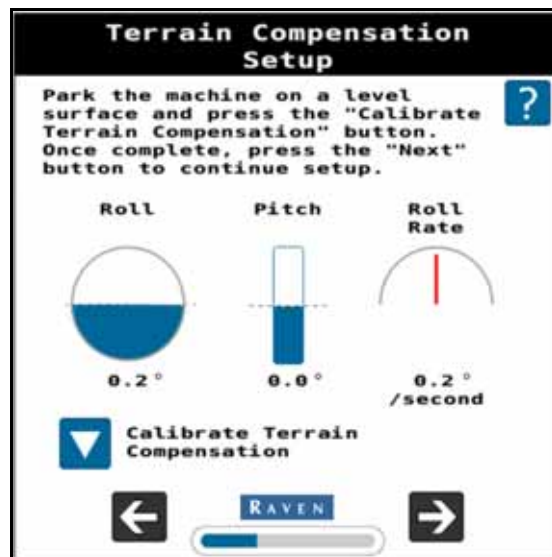 Terrain Compensation
Setup
Park the machine on a level
surface and press the "Calibrate
Terrain Compensation" button.
Once complete, press the "Next"
button to continue setup.
?
Roll
Pitch
Roll
Rate
0.2°
0.0°
0.2°
/second
Calibrate Terrain
Compensation
RAVEN